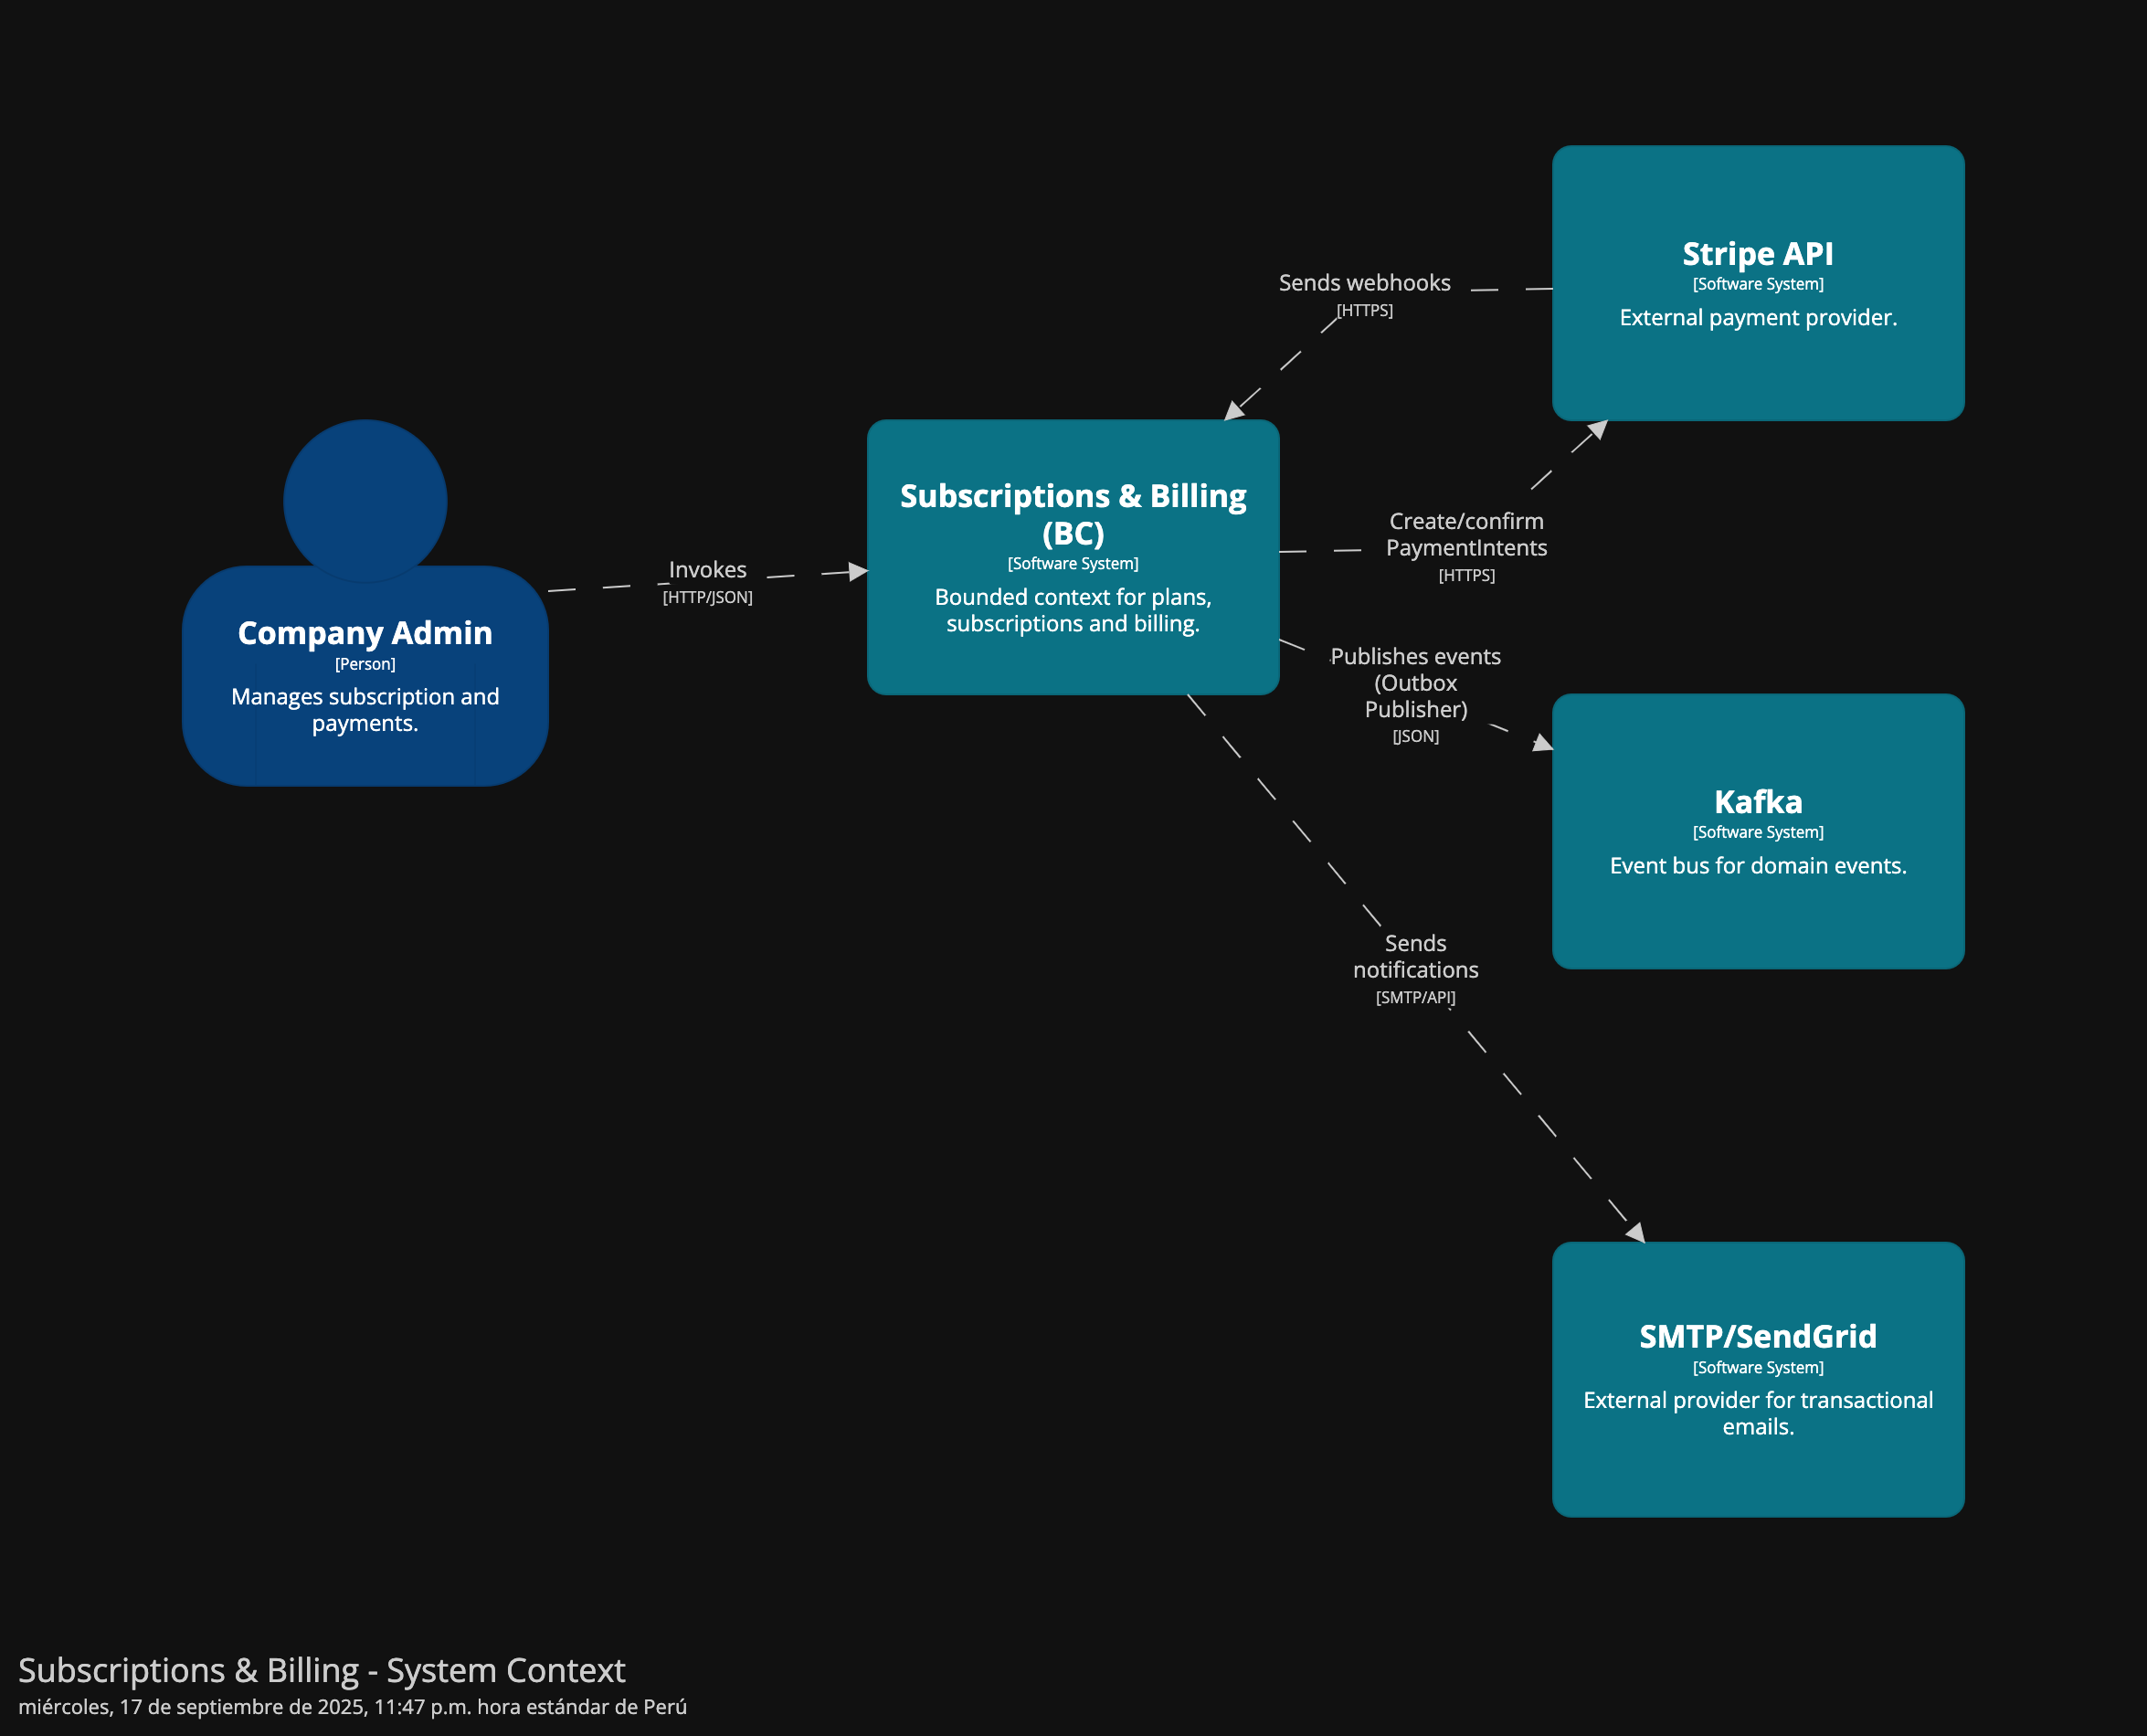 Stripe API
[Software System]
External payment provider.
Sends webhooks
[HTTPS]
Subscriptions & Billing
(BC)
[Software System]
Bounded context for plans,
subscriptions and billing.
Create/confirm
PaymentIntents
[HTTPS]
Invokes
[HTTP/JSON]
Company Admin
[Person]
Manages subscription and
payments.
Publishes events
(Outbox
Publisher)
[JSON]
Kafka
[Software System]
Event bus for domain events.
Sends
notifications
[SMTP/API]
SMTP/SendGrid
[Software System]
External provider for transactional
emails.
Subscriptions & Billing - System Context
miércoles, 17 de septiembre de 2025, 11:47 p.m. hora estándar de Perú